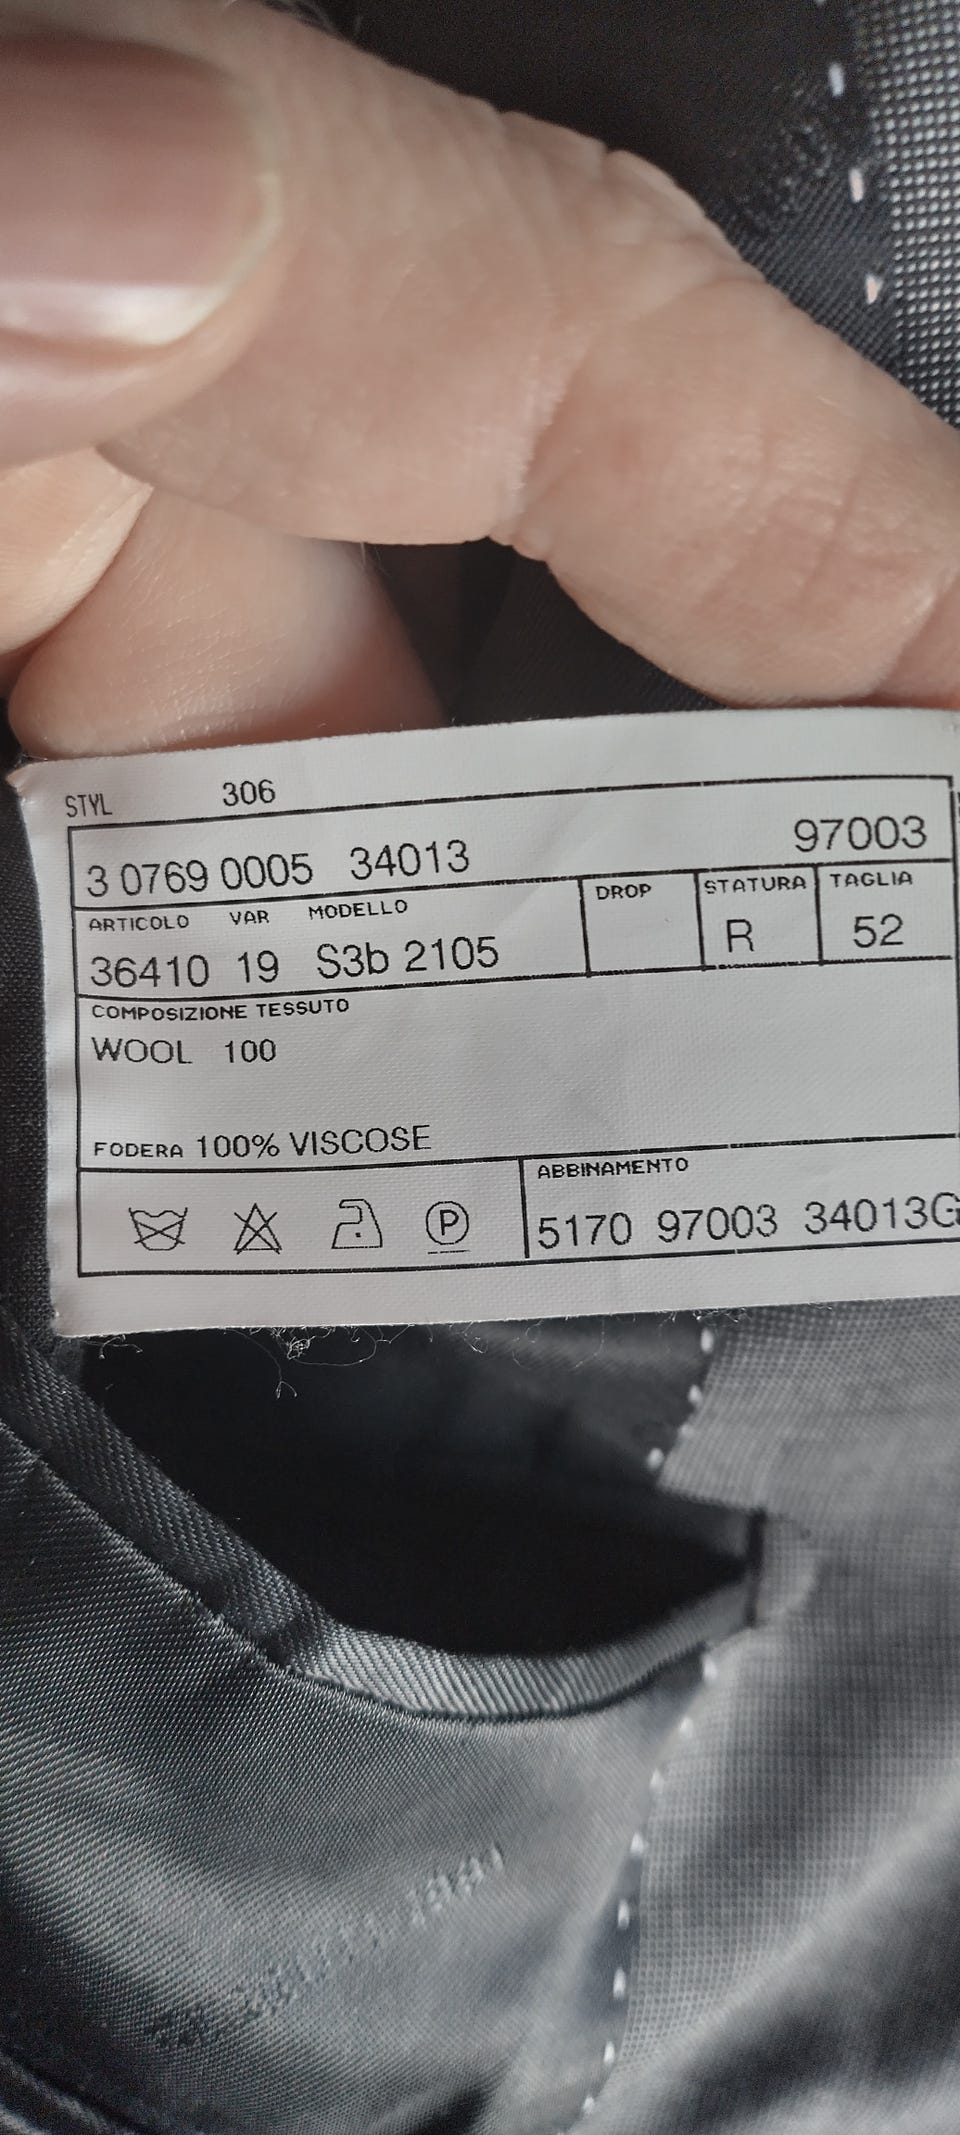 STYL 306
3 0769 0005 34013 97003
ARTICOLO VAR MODELLO DROP STATURA TAGLIA
36410 19 S3b 2105 R 52
COMPOSIZIONE TESSUTO
WOOL 100
FODERA 100% VISCOSE
ABBINAMENTO
P 5170 97003 34013G